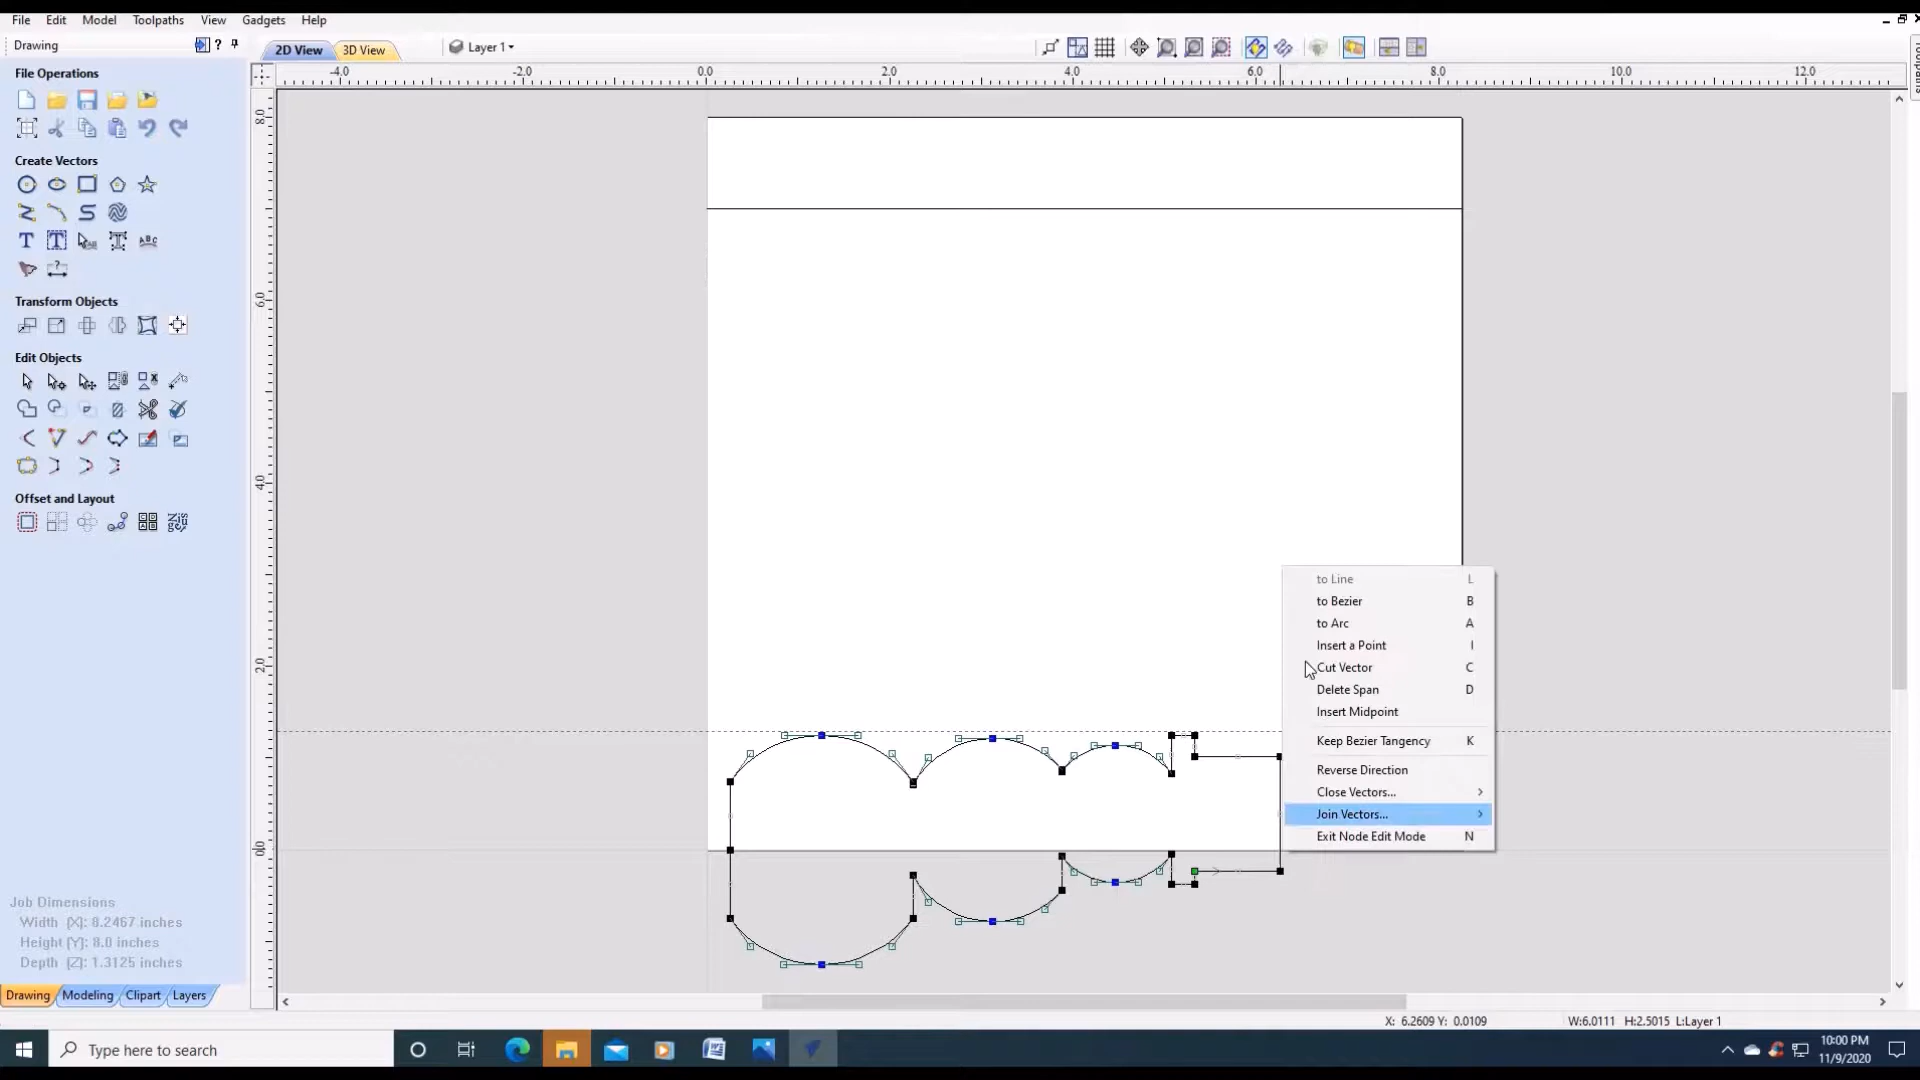 File Edit Model Toolpaths View Gadgets Help
Drawing ?
2D View 3D View Layer 1
File Operations
Create Vectors
Transform Objects
Edit Objects
Offset and Layout
-4.0 -2.0 0.0 2.0 4.0 6.0 8.0 10.0 12.0
8.0
6.0
4.0
2.0
0.0
to Line L
to Bezier B
to Arc A
Insert a Point I
Cut Vector C
Delete Span D
Insert Midpoint
Keep Bezier Tangency K
Reverse Direction
Close Vectors...
Join Vectors...
Exit Node Edit Mode N
Job Dimensions
Width (X): 8.2467 inches
Height (Y): 8.0 inches
Depth (Z): 1.3125 inches
Drawing Modeling Clipart Layers
X: 6.2609 Y: 0.0109 W:6.0111 H:2.5015 L:Layer 1
Type here to search
10:00 PM
11/9/2020